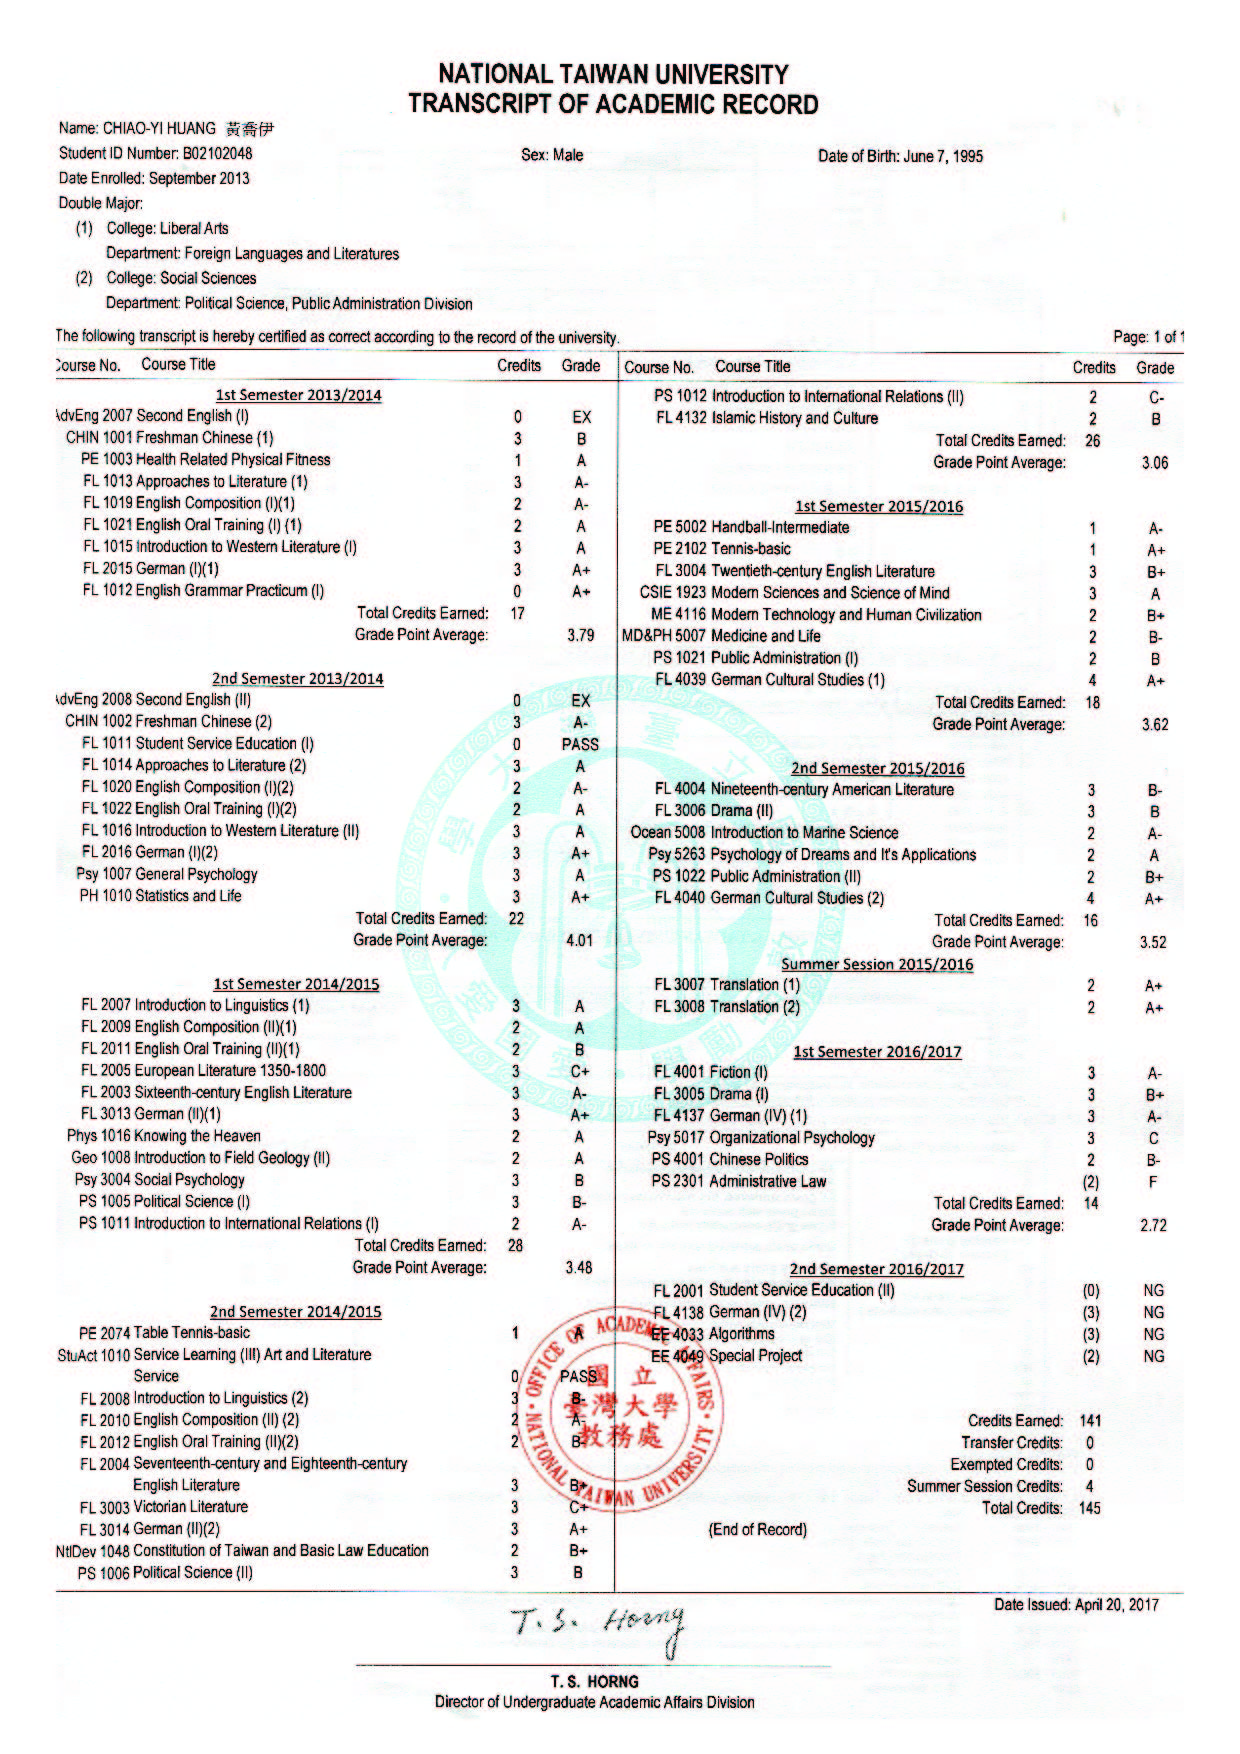 NATIONAL TAIWAN UNIVERSITY
TRANSCRIPT OF ACADEMIC RECORD
Name: CHIAO-YI HUANG 黃喬伊
Student ID Number: B02102048 Sex: Male Date of Birth: June 7, 1995
Date Enrolled: September 2013
Double Major:
(1) College: Liberal Arts
Department: Foreign Languages and Literatures
(2) College: Social Sciences
Department: Political Science, Public Administration Division
The following transcript is hereby certified as correct according to the record of the university. Page: 1 of 1
Course No. Course Title Credits Grade
1st Semester 2013/2014
AdvEng 2007 Second English (I) 0 EX
CHIN 1001 Freshman Chinese (1) 3 B
PE 1003 Health Related Physical Fitness 1 A
FL 1013 Approaches to Literature (1) 3 A-
FL 1019 English Composition (I)(1) 2 A-
FL 1021 English Oral Training (I) (1) 2 A
FL 1015 Introduction to Western Literature (I) 3 A
FL 2015 German (I)(1) 3 A+
FL 1012 English Grammar Practicum (I) 0 A+
Total Credits Earned: 17
Grade Point Average: 3.79
2nd Semester 2013/2014
AdvEng 2008 Second English (II) 0 EX
CHIN 1002 Freshman Chinese (2) 3 A-
FL 1011 Student Service Education (I) 0 PASS
FL 1014 Approaches to Literature (2) 3 A
FL 1020 English Composition (I)(2) 2 A-
FL 1022 English Oral Training (I)(2) 2 A
FL 1016 Introduction to Western Literature (II) 3 A
FL 2016 German (I)(2) 3 A+
Psy 1007 General Psychology 3 A
PH 1010 Statistics and Life 3 A+
Total Credits Earned: 22
Grade Point Average: 4.01
1st Semester 2014/2015
FL 2007 Introduction to Linguistics (1) 3 A
FL 2009 English Composition (II)(1) 2 A
FL 2011 English Oral Training (II)(1) 2 B
FL 2005 European Literature 1350-1800 3 C+
FL 2003 Sixteenth-century English Literature 3 A-
FL 3013 German (II)(1) 3 A+
Phys 1016 Knowing the Heaven 2 A
Geo 1008 Introduction to Field Geology (II) 2 A
Psy 3004 Social Psychology 3 B
PS 1005 Political Science (I) 3 B-
PS 1011 Introduction to International Relations (I) 2 A-
Total Credits Earned: 28
Grade Point Average: 3.48
2nd Semester 2014/2015
PE 2074 Table Tennis-basic 1 A
StuAct 1010 Service Learning (III) Art and Literature
Service 0 PASS
FL 2008 Introduction to Linguistics (2) 3 B-
FL 2010 English Composition (II) (2) 2 A-
FL 2012 English Oral Training (II)(2) 2 B
FL 2004 Seventeenth-century and Eighteenth-century
English Literature 3 B+
FL 3003 Victorian Literature 3 C+
FL 3014 German (II)(2) 3 A+
NtlDev 1048 Constitution of Taiwan and Basic Law Education 2 B+
PS 1006 Political Science (II) 3 B
Course No. Course Title Credits Grade
PS 1012 Introduction to International Relations (II) 2 C-
FL 4132 Islamic History and Culture 2 B
Total Credits Earned: 26
Grade Point Average: 3.06
1st Semester 2015/2016
PE 5002 Handball-Intermediate 1 A-
PE 2102 Tennis-basic 1 A+
FL 3004 Twentieth-century English Literature 3 B+
CSIE 1923 Modern Sciences and Science of Mind 3 A
ME 4116 Modern Technology and Human Civilization 2 B+
MD&PH 5007 Medicine and Life 2 B-
PS 1021 Public Administration (I) 2 B
FL 4039 German Cultural Studies (1) 4 A+
Total Credits Earned: 18
Grade Point Average: 3.62
2nd Semester 2015/2016
FL 4004 Nineteenth-century American Literature 3 B-
FL 3006 Drama (II) 3 B
Ocean 5008 Introduction to Marine Science 2 A-
Psy 5263 Psychology of Dreams and It's Applications 2 A
PS 1022 Public Administration (II) 2 B+
FL 4040 German Cultural Studies (2) 4 A+
Total Credits Earned: 16
Grade Point Average: 3.52
Summer Session 2015/2016
FL 3007 Translation (1) 2 A+
FL 3008 Translation (2) 2 A+
1st Semester 2016/2017
FL 4001 Fiction (I) 3 A-
FL 3005 Drama (I) 3 B+
FL 4137 German (IV) (1) 3 A-
Psy 5017 Organizational Psychology 3 C
PS 4001 Chinese Politics 2 B-
PS 2301 Administrative Law (2) F
Total Credits Earned: 14
Grade Point Average: 2.72
2nd Semester 2016/2017
FL 2001 Student Service Education (II) (0) NG
FL 4138 German (IV) (2) (3) NG
EE 4033 Algorithms (3) NG
EE 4049 Special Project (2) NG
Credits Earned: 141
Transfer Credits: 0
Exempted Credits: 0
Summer Session Credits: 4
Total Credits: 145
(End of Record)
OFFICE OF ACADEMIC AFFAIRS
NATIONAL TAIWAN UNIVERSITY
國立
臺灣大學
教務處
Date Issued: April 20, 2017
T. S. Horng
T. S. HORNG
Director of Undergraduate Academic Affairs Division